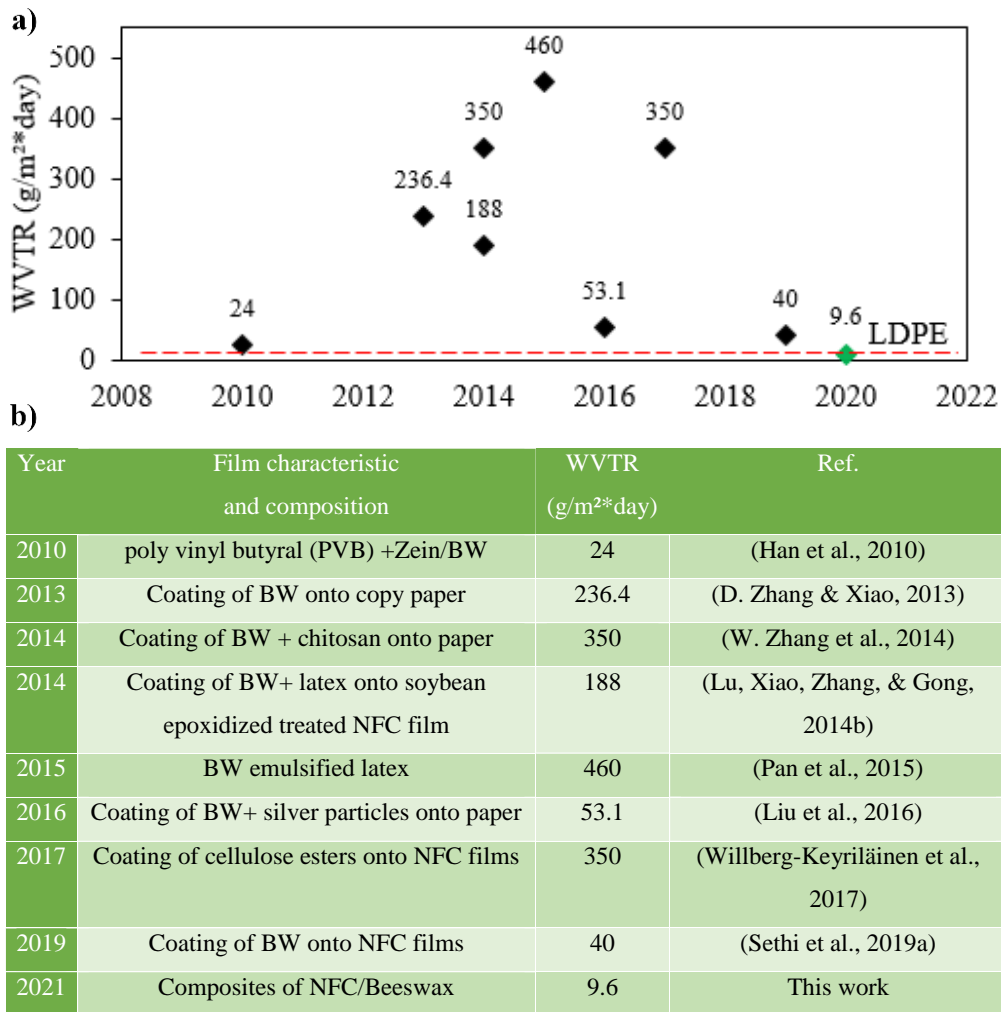 a)
WVTR (g/m²*day)
500
400
300
200
100
0
460
350
350
236.4
188
53.1
24
40
9.6
LDPE
2008 2010 2012 2014 2016 2018 2020 2022
b)
Year Film characteristic and composition WVTR (g/m²*day) Ref.
2010 poly vinyl butyral (PVB) +Zein/BW 24 (Han et al., 2010)
2013 Coating of BW onto copy paper 236.4 (D. Zhang & Xiao, 2013)
2014 Coating of BW + chitosan onto paper 350 (W. Zhang et al., 2014)
2014 Coating of BW+ latex onto soybean 188 (Lu, Xiao, Zhang, & Gong,
epoxidized treated NFC film 2014b)
2015 BW emulsified latex 460 (Pan et al., 2015)
2016 Coating of BW+ silver particles onto paper 53.1 (Liu et al., 2016)
2017 Coating of cellulose esters onto NFC films 350 (Willberg-Keyriläinen et al.,
2017)
2019 Coating of BW onto NFC films 40 (Sethi et al., 2019a)
2021 Composites of NFC/Beeswax 9.6 This work